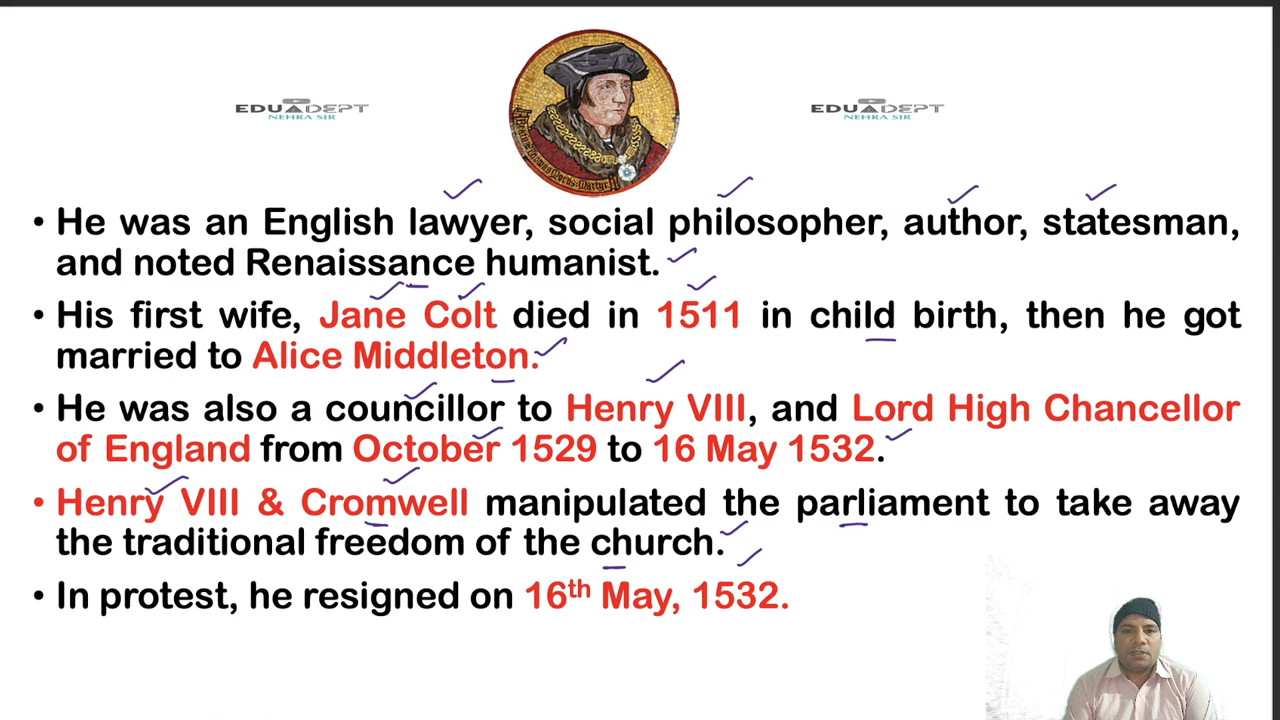 EDUADEPT EDUADEPT
NEHRA SIR NEHRA SIR
• He was an English lawyer, social philosopher, author, statesman,
and noted Renaissance humanist.
• His first wife, Jane Colt died in 1511 in child birth, then he got
married to Alice Middleton.
• He was also a councillor to Henry VIII, and Lord High Chancellor
of England from October 1529 to 16 May 1532.
• Henry VIII & Cromwell manipulated the parliament to take away
the traditional freedom of the church.
• In protest, he resigned on 16th May, 1532.